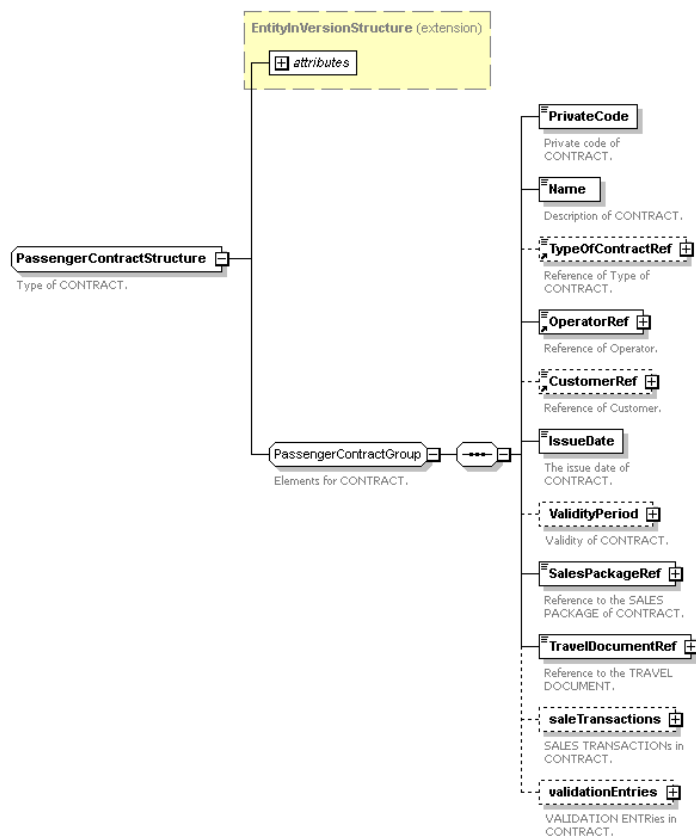 EntityInVersionStructure (extension)
attributes
PassengerContractStructure
Type of CONTRACT.
PassengerContractGroup
Elements for CONTRACT.
PrivateCode
Private code of
CONTRACT.
Name
Description of CONTRACT.
TypeOfContractRef
Reference of Type of
CONTRACT.
OperatorRef
Reference of Operator.
CustomerRef
Reference of Customer.
IssueDate
The issue date of
CONTRACT.
ValidityPeriod
Validity of CONTRACT.
SalesPackageRef
Reference to the SALES
PACKAGE of CONTRACT.
TravelDocumentRef
Reference to the TRAVEL
DOCUMENT.
saleTransactions
SALES TRANSACTIONs in
CONTRACT.
validationEntries
VALIDATION ENTRies in
CONTRACT.